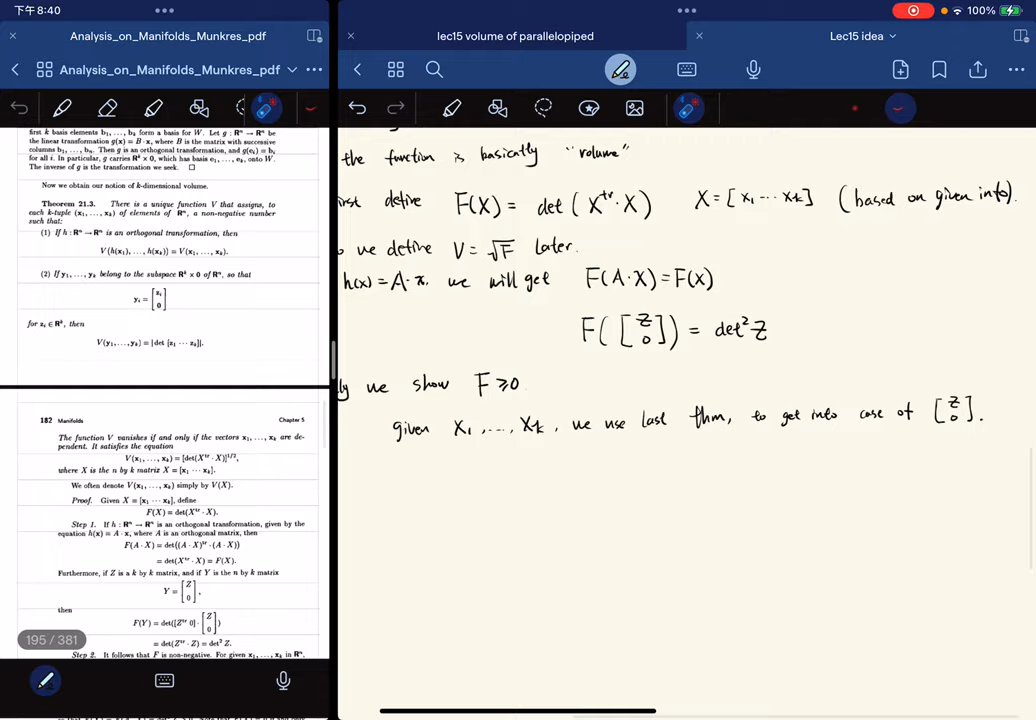 下午8:40
100%
Analysis_on_Manifolds_Munkres_pdf
Analysis_on_Manifolds_Munkres_pdf
first k basis elements b₁, …, bₖ form a basis for W. Let g : Rⁿ → Rⁿ be
the linear transformation g(x) = B · x, where B is the matrix with successive
columns b₁, …, bₙ. Then g is an orthogonal transformation, and g(eᵢ) = bᵢ
for all i. In particular, g carries Rᵏ × 0, which has basis e₁, …, eₖ, onto W.
The inverse of g is the transformation we seek. □
Now we obtain our notion of k-dimensional volume.
Theorem 21.3. There is a unique function V that assigns, to
each k-tuple (x₁, …, xₖ) of elements of Rⁿ, a non-negative number
such that:
(1) If h : Rⁿ → Rⁿ is an orthogonal transformation, then
V(h(x₁), …, h(xₖ)) = V(x₁, …, xₖ).
(2) If y₁, …, yₖ belong to the subspace Rᵏ × 0 of Rⁿ, so that
yᵢ = [zᵢ 0]
for zᵢ ∈ Rᵏ, then
V(y₁, …, yₖ) = |det [z₁ ⋯ zₖ]|.
182 Manifolds Chapter 5
The function V vanishes if and only if the vectors x₁, …, xₖ are de-
pendent. It satisfies the equation
V(x₁, …, xₖ) = [det(Xᵗʳ · X)]^{1/2},
where X is the n by k matrix X = [x₁ ⋯ xₖ].
We often denote V(x₁, …, xₖ) simply by V(X).
Proof. Given X = [x₁ ⋯ xₖ], define
F(X) = det(Xᵗʳ · X).
Step 1. If h : Rⁿ → Rⁿ is an orthogonal transformation, given by the
equation h(x) = A · x, where A is an orthogonal matrix, then
F(A · X) = det((A · X)ᵗʳ · (A · X))
= det(Xᵗʳ · X) = F(X).
Furthermore, if Z is a k by k matrix, and if Y is the n by k matrix
Y = [Z 0],
then
F(Y) = det([Zᵗʳ 0] · [Z 0])
= det(Zᵗʳ · Z) = det² Z.
Step 2. It follows that F is non-negative. For given x₁, …, xₖ in Rⁿ,
195 / 381
lec15 volume of parallelopiped
Lec15 idea
the function is basically "volume"
irst define F(X) = det(Xᵗʳ·X) X = [x₁ ⋯ xₖ] (based on given info).
o we define V = √F later.
h(x) = A·x. we will get F(A·X) = F(X)
F([Z 0]) = det² Z
ly we show F ≥ 0
given x₁, …, xₖ, we use last thm, to get into case of [Z 0].